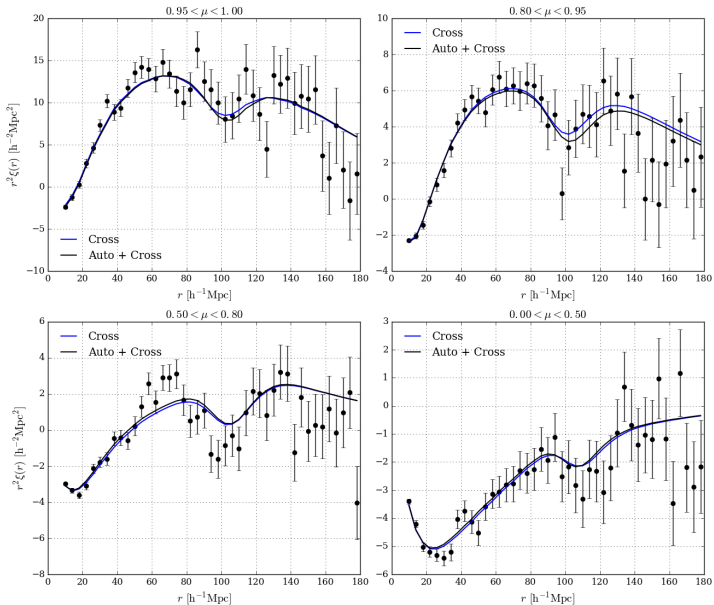 0.95 < μ < 1.00
20
15
10
5
0
−5
−10
r²ξ(r) [h⁻²Mpc²]
Cross
Auto + Cross
0 20 40 60 80 100 120 140 160 180
r [h⁻¹Mpc]
0.80 < μ < 0.95
10
8
6
4
2
0
−2
−4
Cross
Auto + Cross
0 20 40 60 80 100 120 140 160 180
r [h⁻¹Mpc]
0.50 < μ < 0.80
6
4
2
0
−2
−4
−6
−8
r²ξ(r) [h⁻²Mpc²]
Cross
Auto + Cross
0 20 40 60 80 100 120 140 160 180
r [h⁻¹Mpc]
0.00 < μ < 0.50
3
2
1
0
−1
−2
−3
−4
−5
−6
Cross
Auto + Cross
0 20 40 60 80 100 120 140 160 180
r [h⁻¹Mpc]